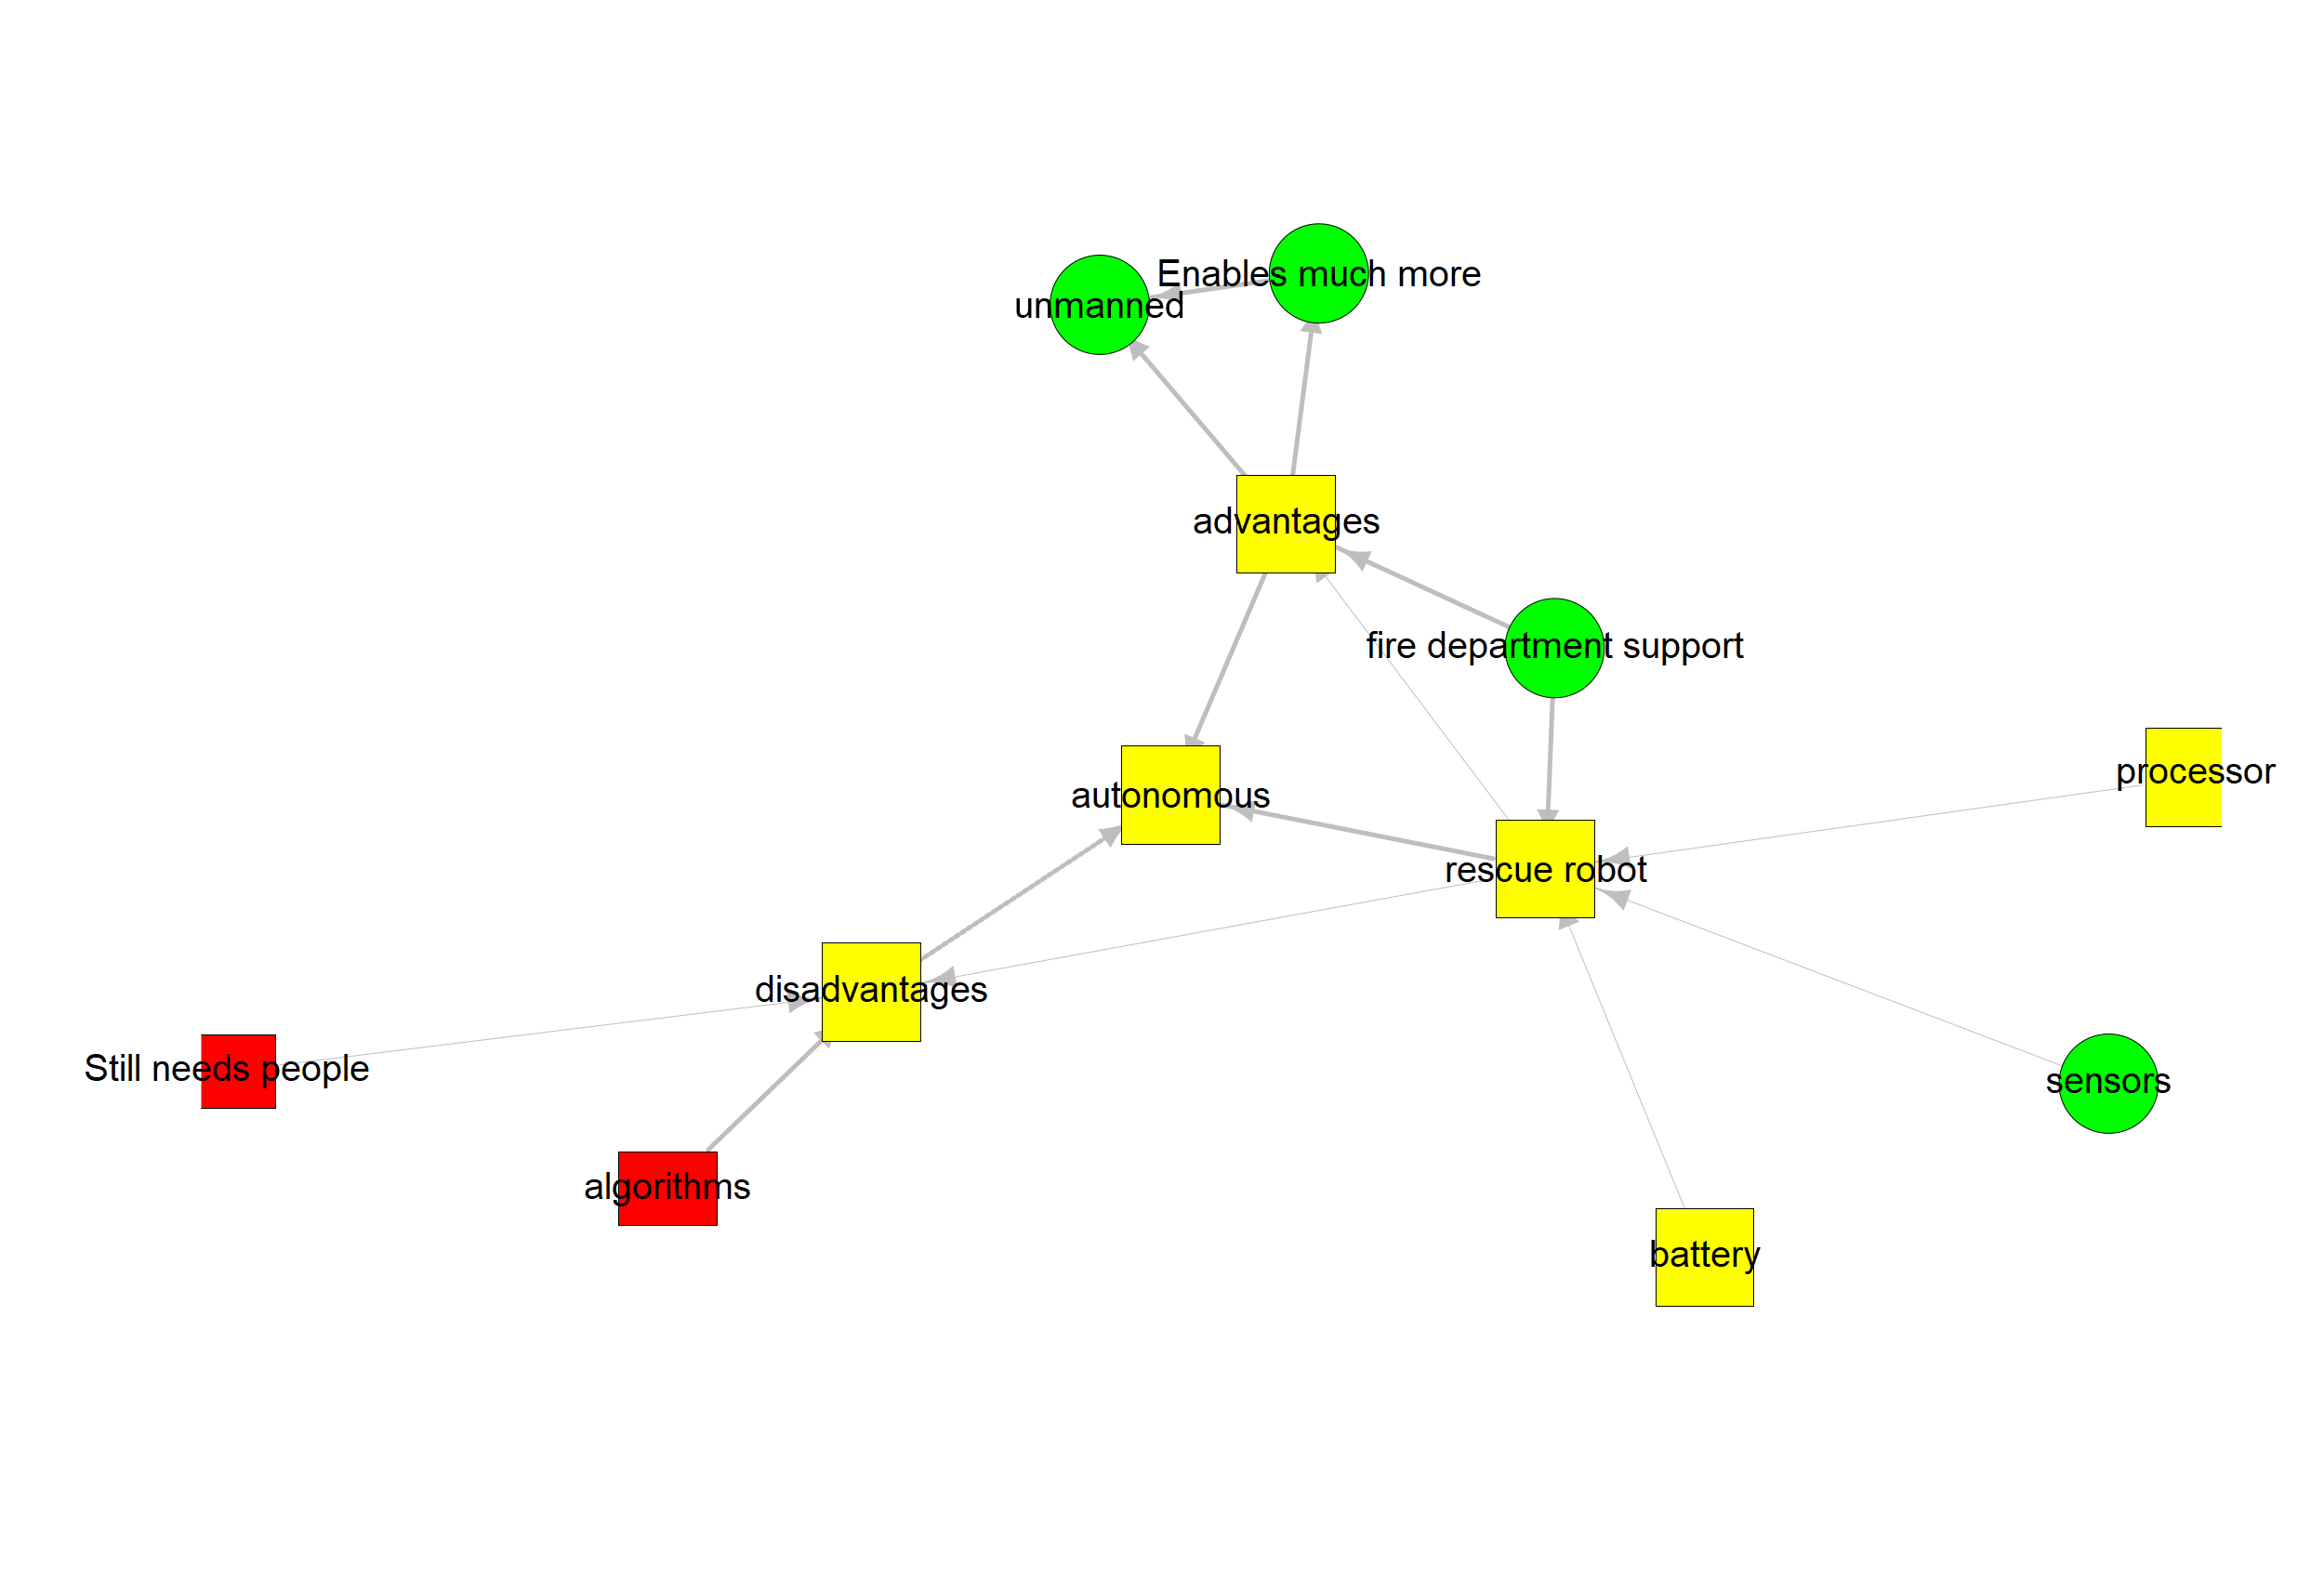 Enables much more
unmanned
advantages
fire department support
processor
autonomous
rescue robot
disadvantages
Still needs people
sensors
algorithms
battery